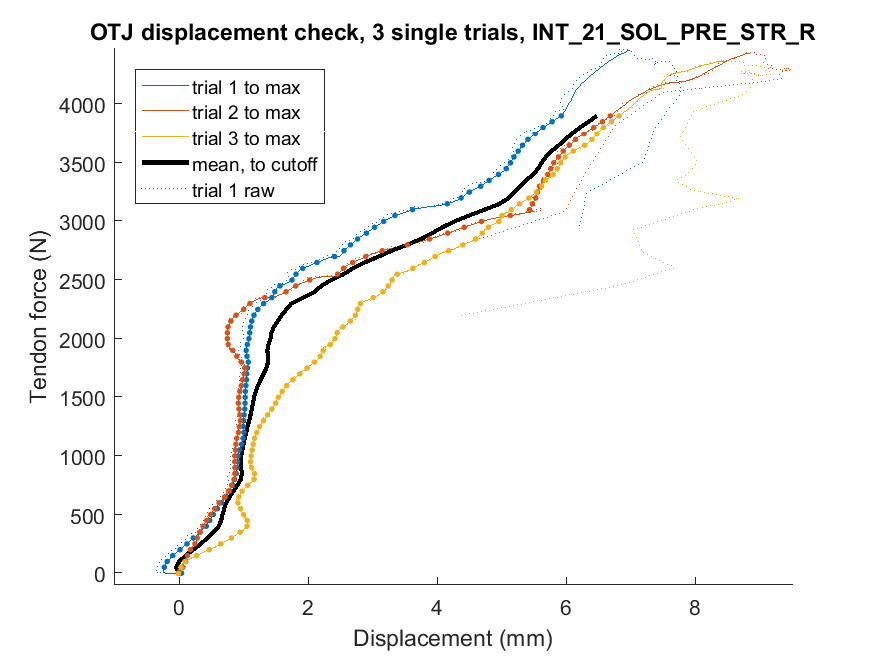 OTJ displacement check, 3 single trials, INT_21_SOL_PRE_STR_R
trial 1 to max
trial 2 to max
trial 3 to max
mean, to cutoff
trial 1 raw
4000
3500
3000
2500
2000
1500
1000
500
0
Tendon force (N)
0 2 4 6 8
Displacement (mm)